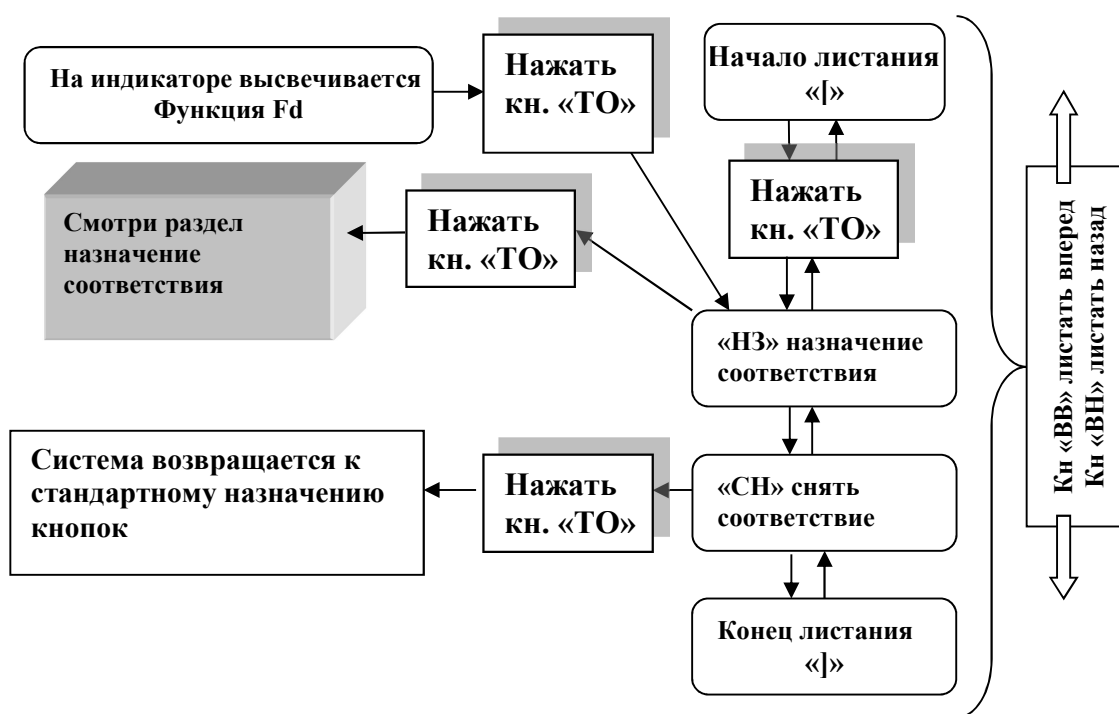 На индикаторе высвечивается
Функция Fd
Нажать
кн. «ТО»
Начало листания
«[»
Нажать
кн. «ТО»
Смотри раздел
назначение
соответствия
Нажать
кн. «ТО»
«НЗ» назначение
соответствия
Система возвращается к
стандартному назначению
кнопок
Нажать
кн. «ТО»
«СН» снять
соответствие
Конец листания
«]»
Кн «ВВ» листать вперед
Кн «ВН» листать назад